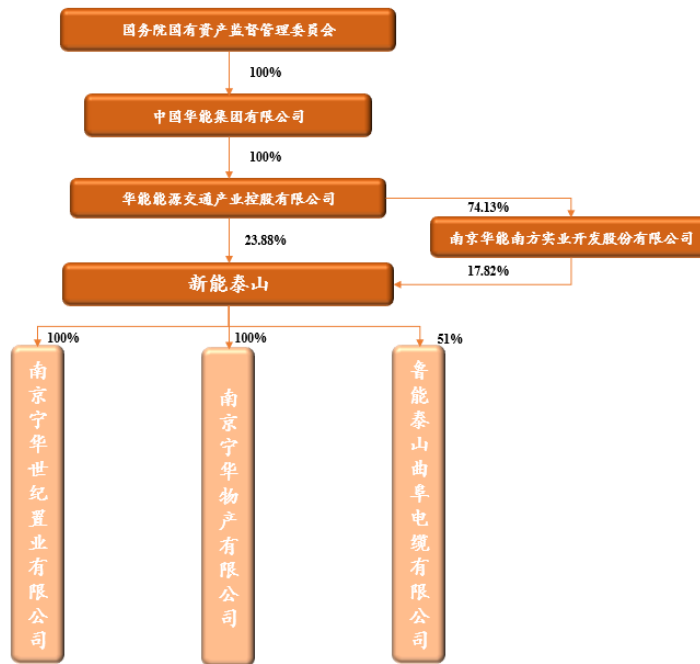 国务院国有資产监督管理委员会
100%
中国华能集团有限公司
100%
华能能源交通产业控股有限公司
74.13%
23.88%
南京华能南方实业开发股份有限公司
17.82%
新能泰山
100%
100%
51%
南京宁华世纪置业有限公司
南京宁华物产有限公司
鲁能泰山曲阜电缆有限公司